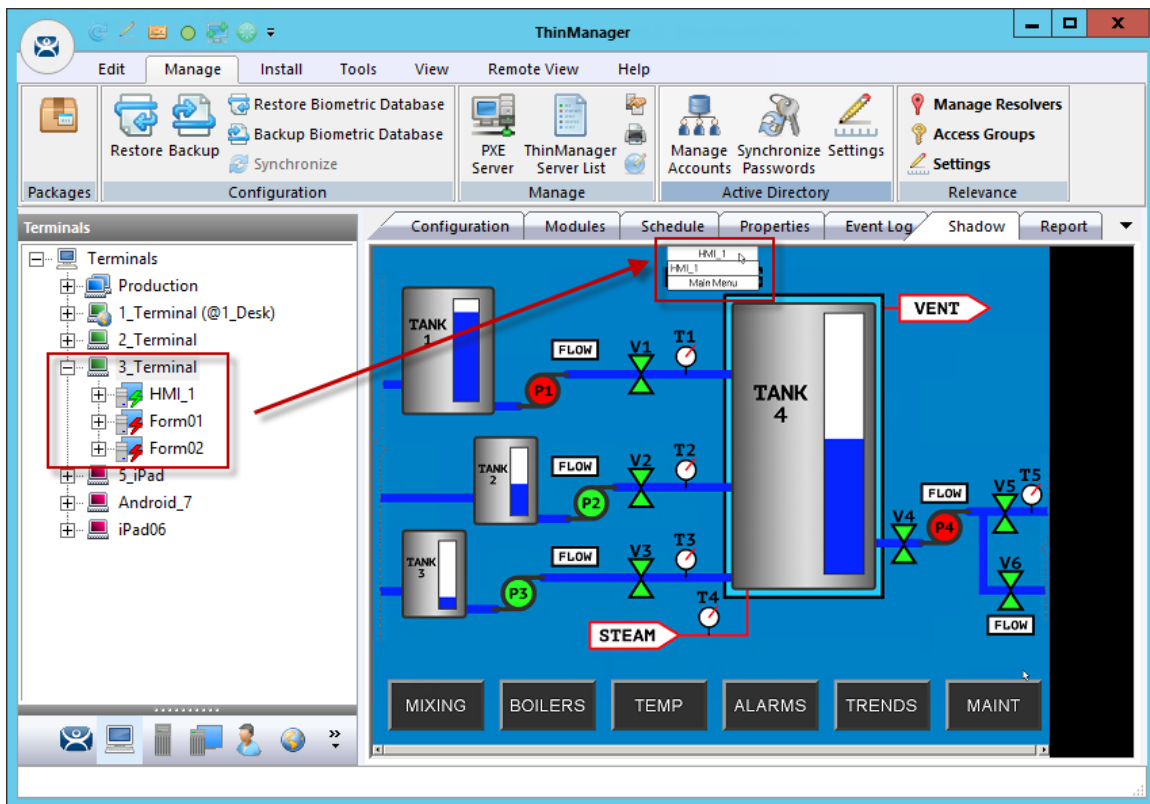 ThinManager
Edit Manage Install Tools View Remote View Help
Restore Backup
Restore Biometric Database
Backup Biometric Database
Synchronize
PXE Server
ThinManager Server List
Manage Accounts
Synchronize Passwords
Settings
Manage Resolvers
Access Groups
Settings
Packages Configuration Manage Active Directory Relevance
Terminals
Configuration Modules Schedule Properties Event Log Shadow Report
Terminals
Production
1_Terminal (@1_Desk)
2_Terminal
3_Terminal
HMI_1
Form01
Form02
5_iPad
Android_7
iPad06
HMI_1
HMI_1
Main Menu
VENT
TANK
1
FLOW V1 T1
P1
TANK
4
TANK
2
FLOW V2 T2
P2
FLOW V5 T5
V4 P4
TANK
3
FLOW V3 T3
P3
V6
T4
FLOW
STEAM
MIXING BOILERS TEMP ALARMS TRENDS MAINT